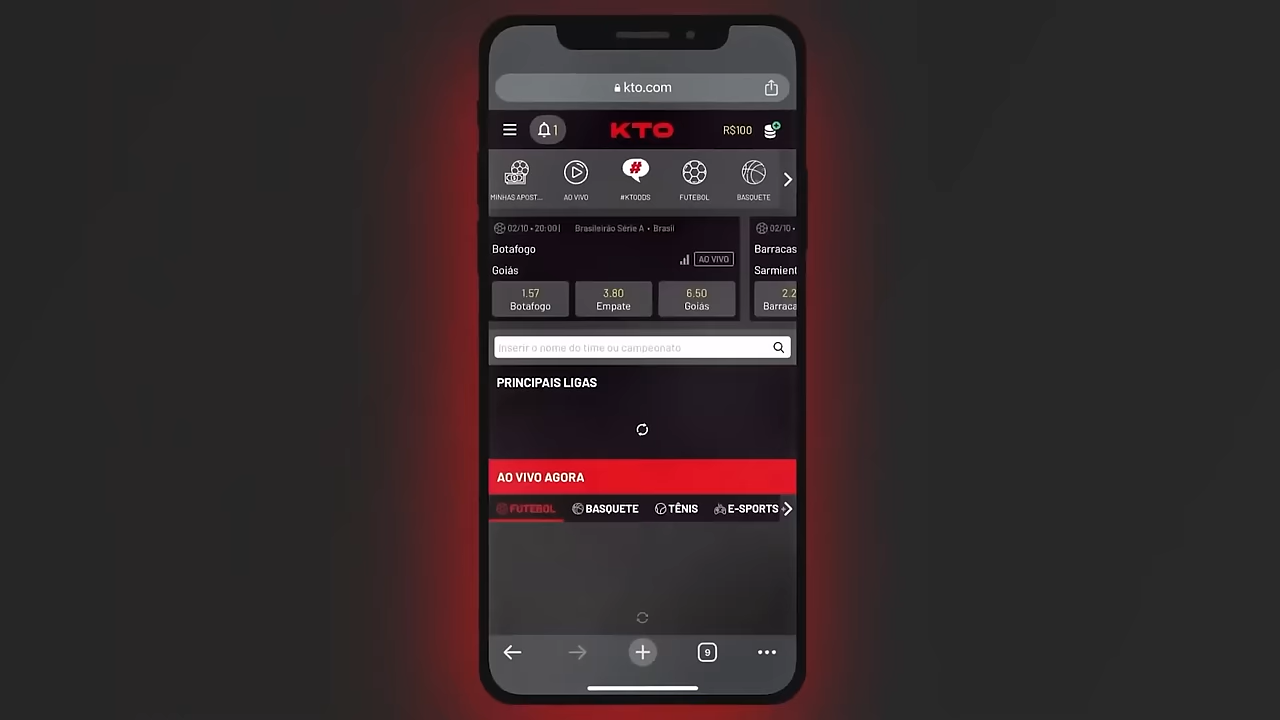 kto.com
1
KTO
R$100
MINHAS APOST...
AO VIVO
#KTODDS
FUTEBOL
BASQUETE
02/10 • 20:00 | Brasileirão Série A • Brasil
Botafogo
AO VIVO
Goiás
1.57
Botafogo
3.80
Empate
6.50
Goiás
02/10 •
Barracas
Sarmient
2.2
Barraca
Inserir o nome do time ou campeonato
PRINCIPAIS LIGAS
AO VIVO AGORA
FUTEBOL
BASQUETE
TÊNIS
E-SPORTS
9